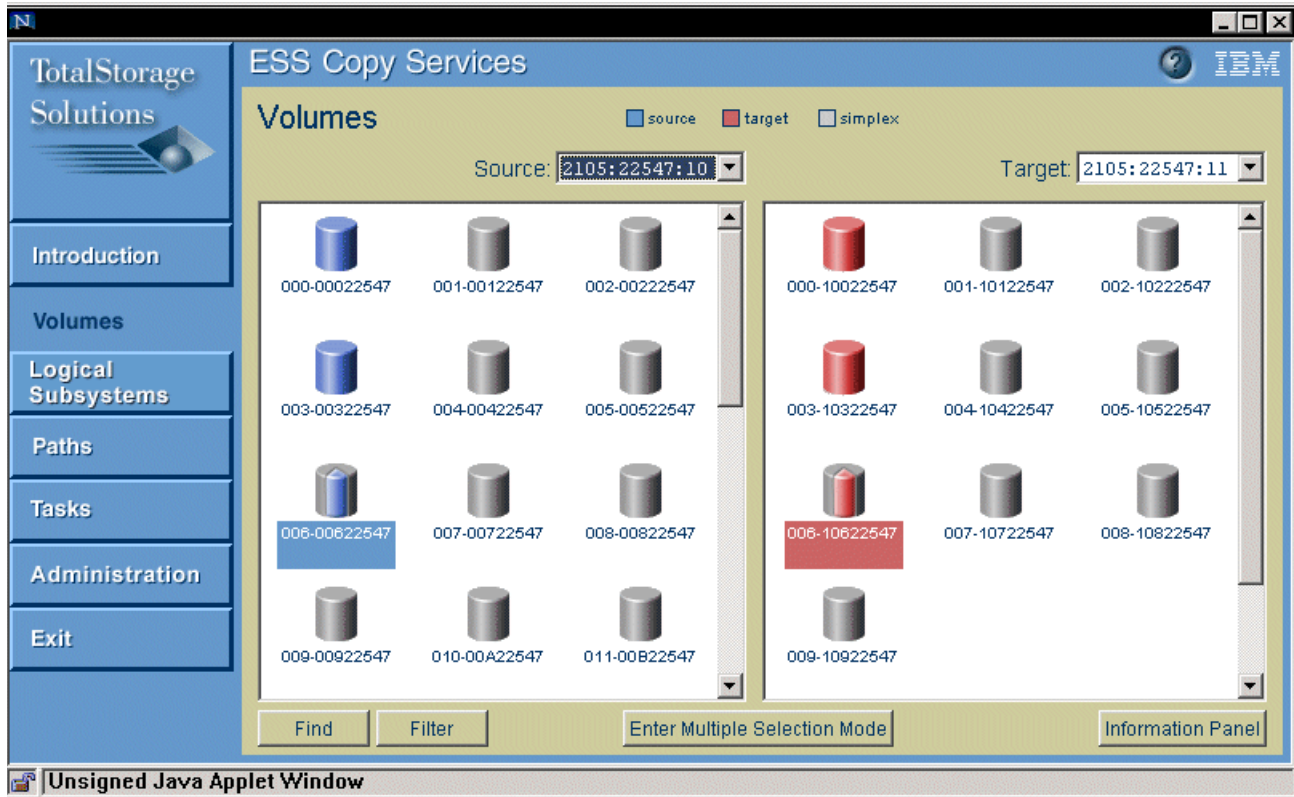 N
TotalStorage
Solutions
ESS Copy Services
?
IBM
Volumes
source target simplex
Source: 2105:22547:10
Target: 2105:22547:11
Introduction
Volumes
Logical
Subsystems
Paths
Tasks
Administration
Exit
000-00022547 001-00122547 002-00222547
003-00322547 004-00422547 005-00522547
006-00622547 007-00722547 008-00822547
009-00922547 010-00A22547 011-00B22547
000-10022547 001-10122547 002-10222547
003-10322547 004-10422547 005-10522547
006-10622547 007-10722547 008-10822547
009-10922547
Find Filter Enter Multiple Selection Mode Information Panel
Unsigned Java Applet Window